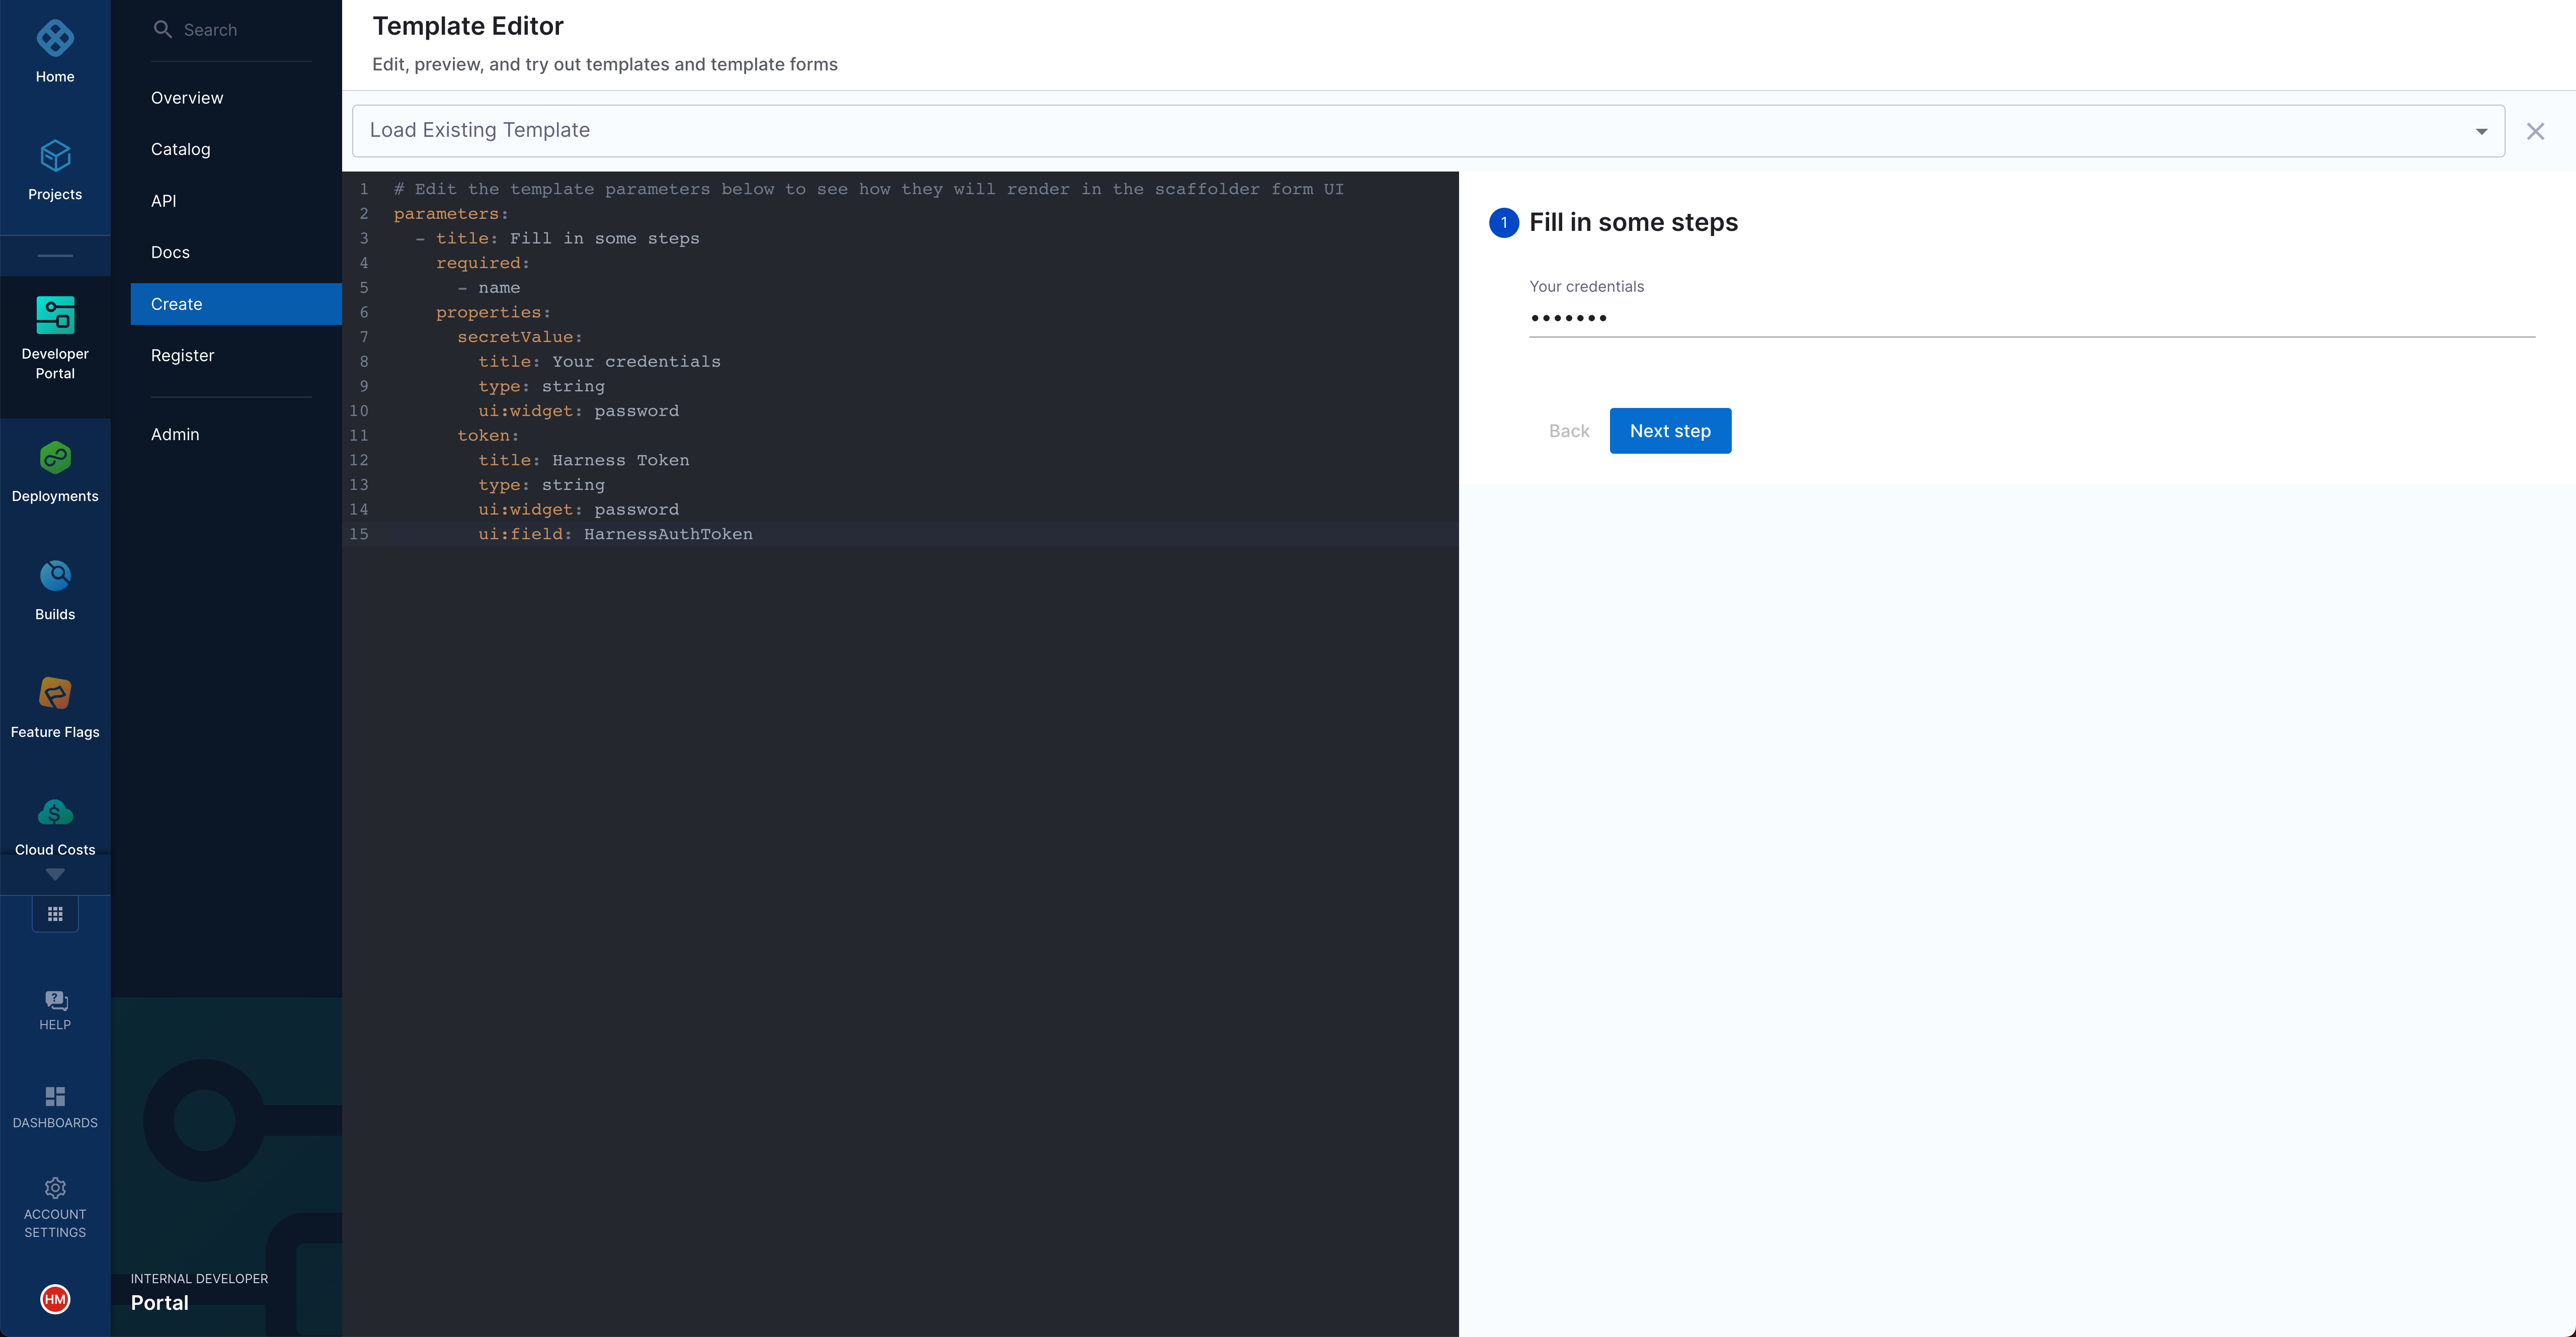 Home
Projects
Developer
Portal
Deployments
Builds
Feature Flags
Cloud Costs
HELP
DASHBOARDS
ACCOUNT
SETTINGS
HM
Search
Overview
Catalog
API
Docs
Create
Register
Admin
INTERNAL DEVELOPER
Portal
Template Editor
Edit, preview, and try out templates and template forms
Load Existing Template
1 # Edit the template parameters below to see how they will render in the scaffolder form UI
2 parameters:
3   - title: Fill in some steps
4     required:
5       - name
6     properties:
7       secretValue:
8         title: Your credentials
9         type: string
10         ui:widget: password
11       token:
12         title: Harness Token
13         type: string
14         ui:widget: password
15         ui:field: HarnessAuthToken
1 Fill in some steps
Your credentials
•••••••
Back Next step